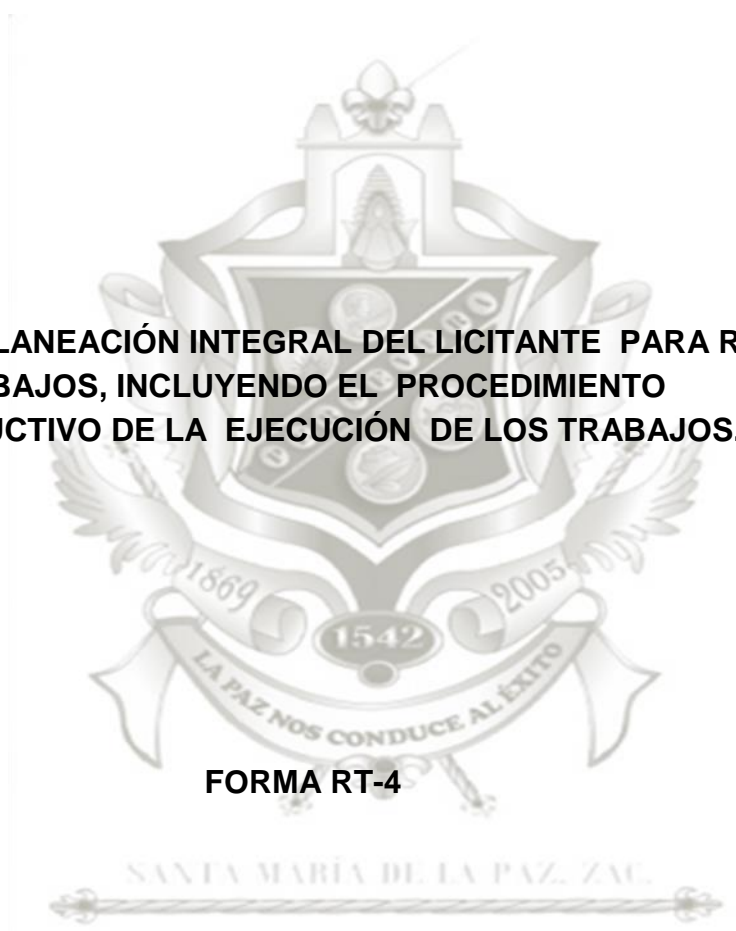 LANEACIÓN INTEGRAL DEL LICITANTE PARA R
BAJOS, INCLUYENDO EL PROCEDIMIENTO
UCTIVO DE LA EJECUCIÓN DE LOS TRABAJOS.
1869
2005
1542
LA PAZ NOS CONDUCE AL ÉXITO
FORMA RT-4
SANTA MARÍA DE LA PAZ, ZAC.